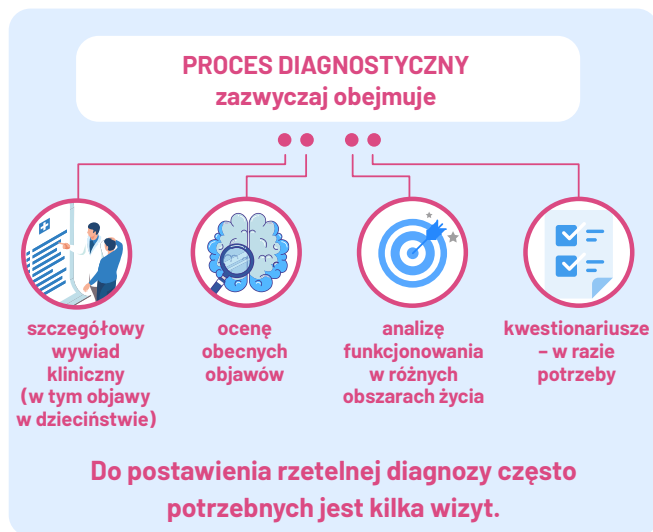 PROCES DIAGNOSTYCZNY
zazwyczaj obejmuje
szczegółowy
wywiad
kliniczny
(w tym objawy
w dzieciństwie)
ocenę
obecnych
objawów
analizę
funkcjonowania
w różnych
obszarach życia
kwestionariusze
– w razie
potrzeby
Do postawienia rzetelnej diagnozy często
potrzebnych jest kilka wizyt.